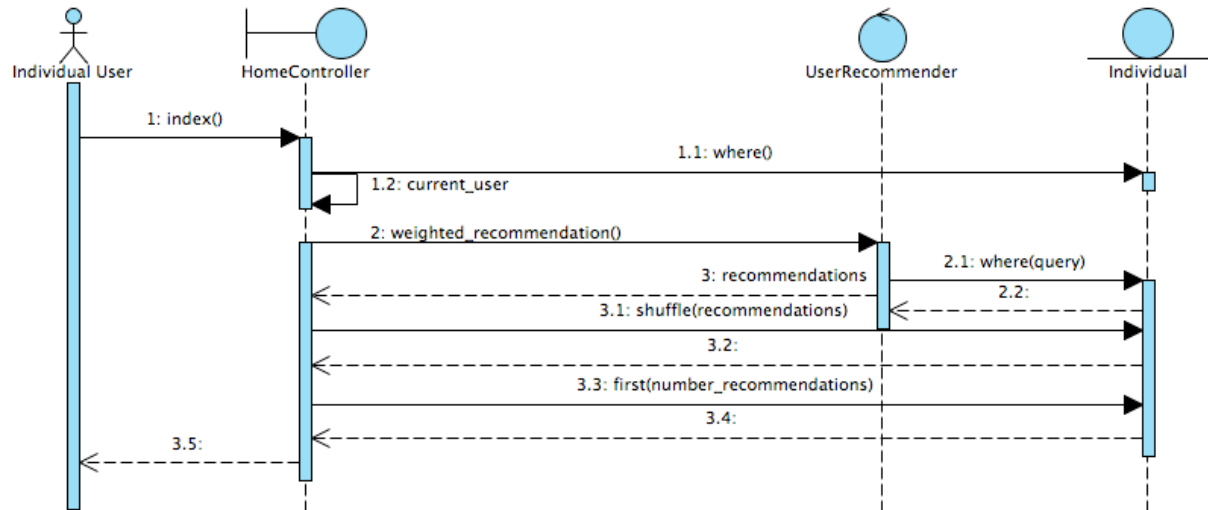 Individual User
HomeController
UserRecommender
Individual
1: index()
1.1: where()
1.2: current_user
2: weighted_recommendation()
2.1: where(query)
3: recommendations
2.2:
3.1: shuffle(recommendations)
3.2:
3.3: first(number_recommendations)
3.4:
3.5: